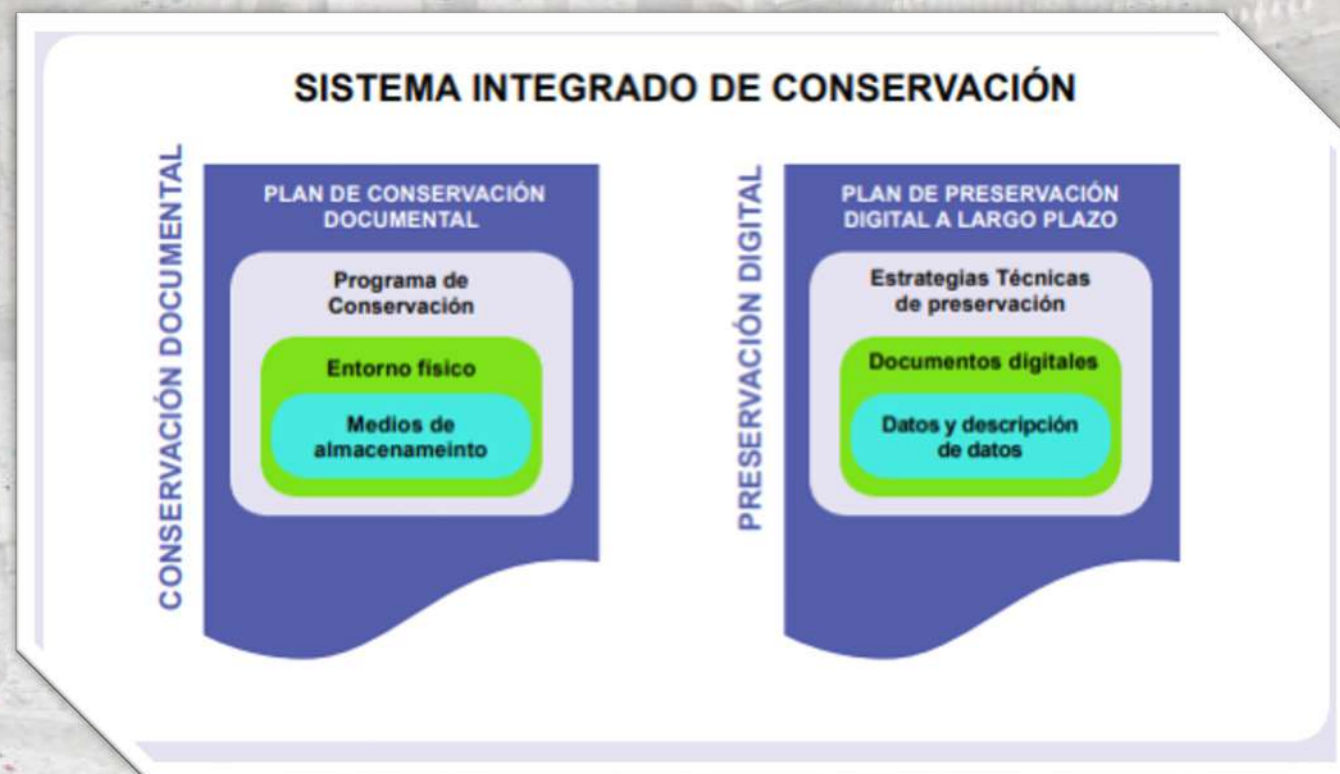 SISTEMA INTEGRADO DE CONSERVACIÓN
CONSERVACIÓN DOCUMENTAL
PLAN DE CONSERVACIÓN
DOCUMENTAL
Programa de
Conservación
Entorno físico
Medios de
almacenameinto
PRESERVACIÓN DIGITAL
PLAN DE PRESERVACIÓN
DIGITAL A LARGO PLAZO
Estrategias Técnicas
de preservación
Documentos digitales
Datos y descripción
de datos